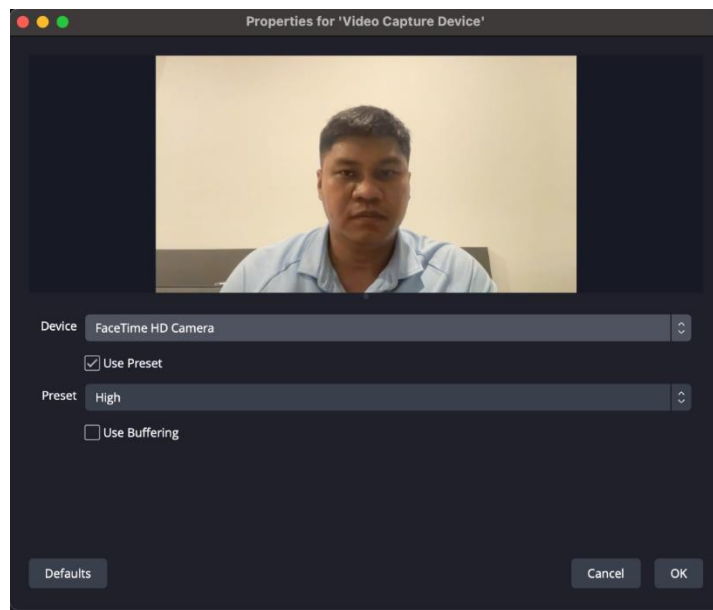 Properties for 'Video Capture Device'
Device FaceTime HD Camera
Use Preset
Preset High
Use Buffering
Defaults Cancel OK